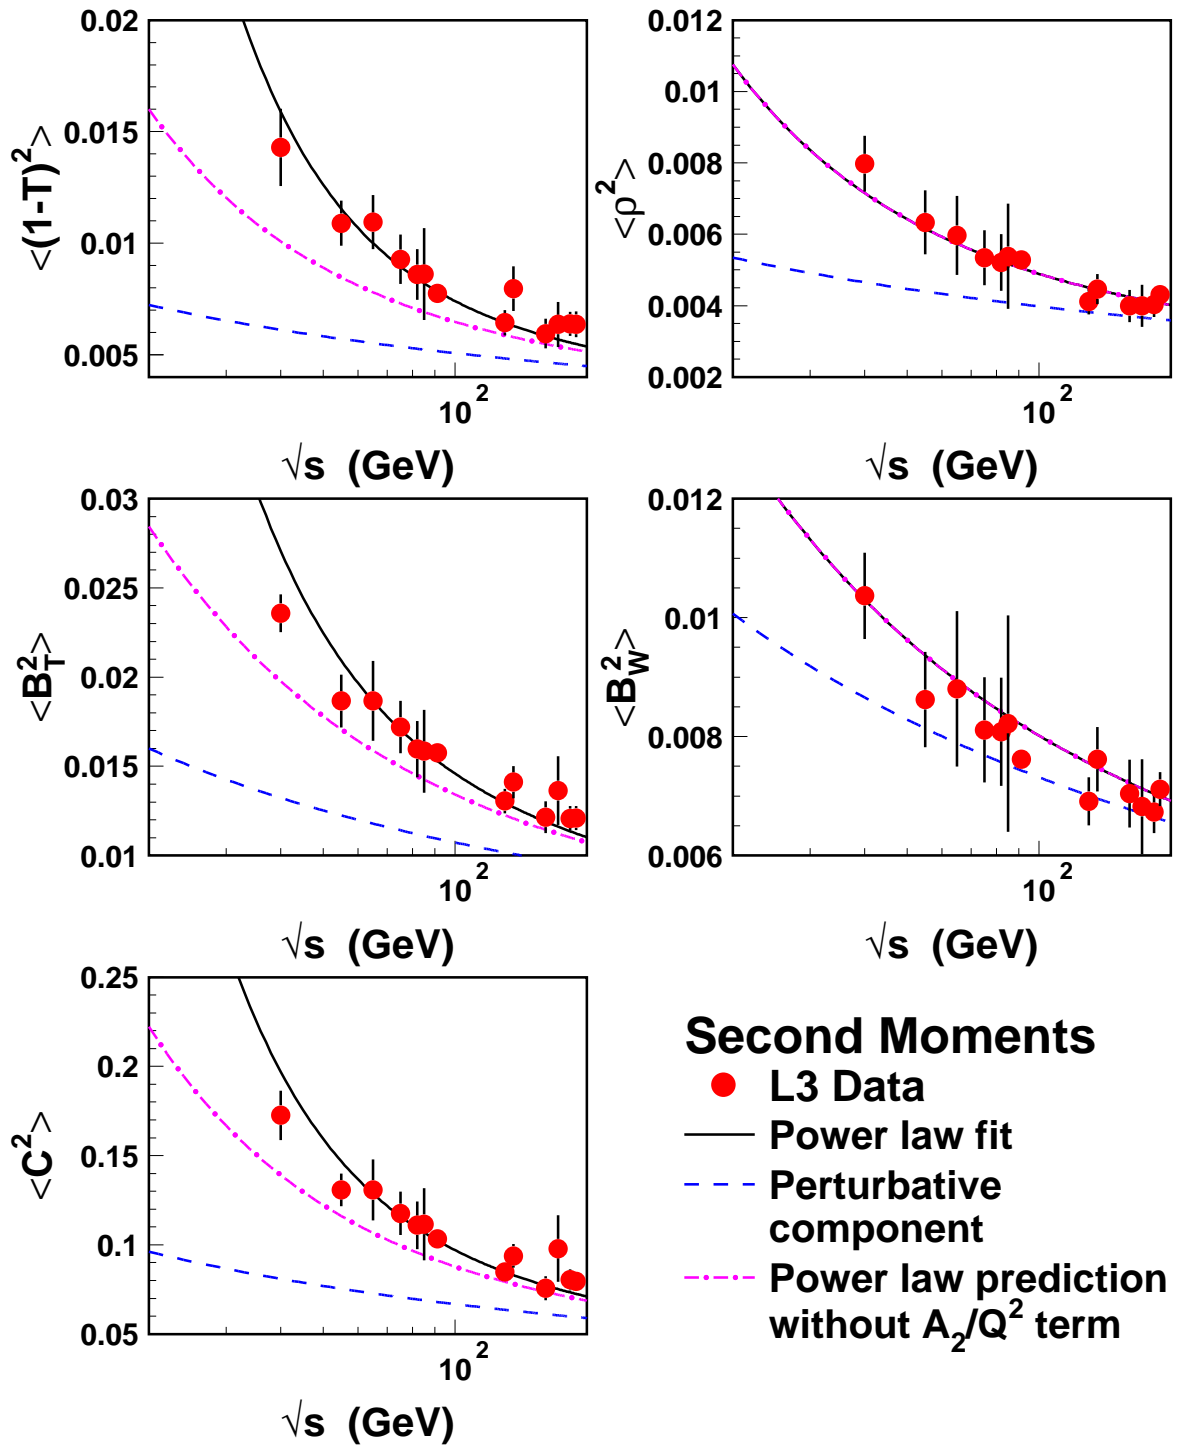 <(1-T)²>
0.02
0.015
0.01
0.005
10²
√s (GeV)
<ρ²>
0.012
0.01
0.008
0.006
0.004
0.002
10²
√s (GeV)
<B_T²>
0.03
0.025
0.02
0.015
0.01
10²
√s (GeV)
<B_W²>
0.012
0.01
0.008
0.006
10²
√s (GeV)
<C²>
0.25
0.2
0.15
0.1
0.05
10²
√s (GeV)
Second Moments
L3 Data
Power law fit
Perturbative
component
Power law prediction
without A₂/Q² term